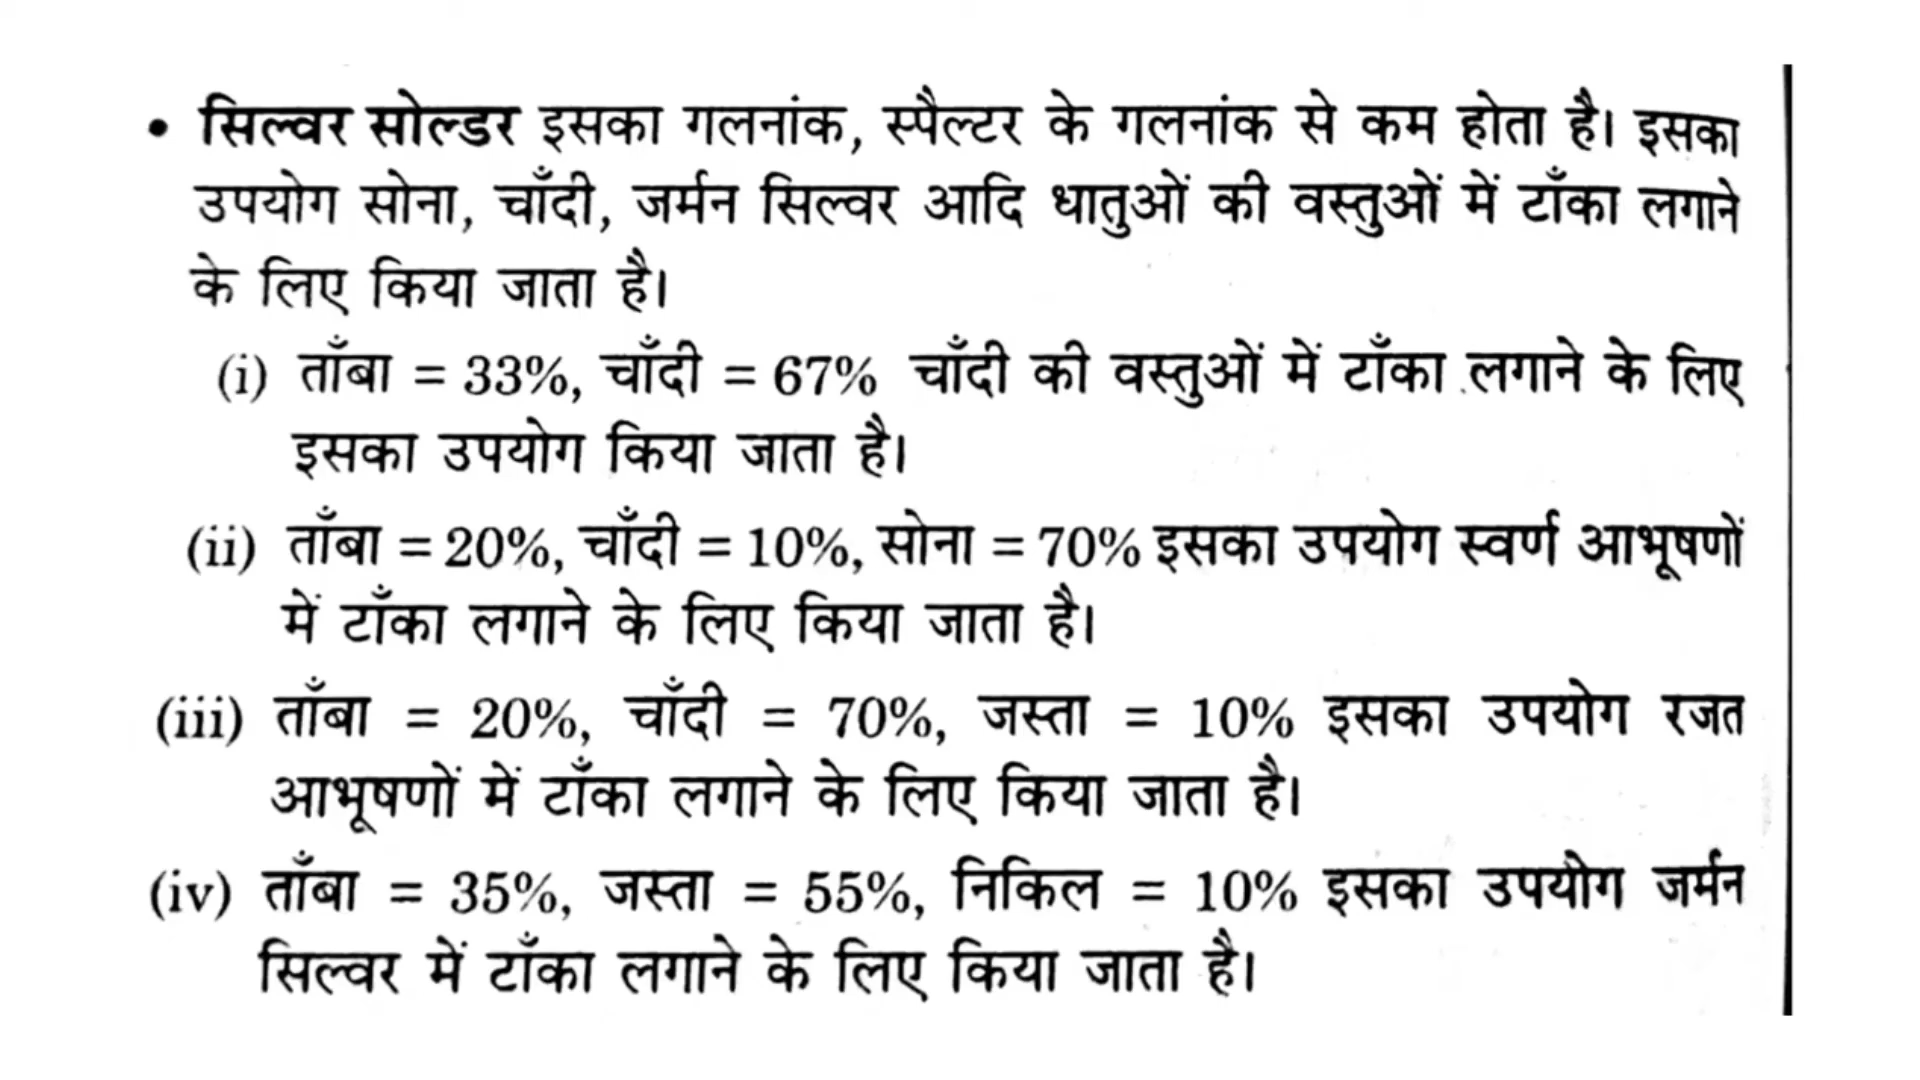 • सिल्वर सोल्डर इसका गलनांक, स्पैल्टर के गलनांक से कम होता है। इसका
उपयोग सोना, चाँदी, जर्मन सिल्वर आदि धातुओं की वस्तुओं में टाँका लगाने
के लिए किया जाता है।
(i) ताँबा = 33%, चाँदी = 67% चाँदी की वस्तुओं में टाँका लगाने के लिए
इसका उपयोग किया जाता है।
(ii) ताँबा = 20%, चाँदी = 10%, सोना = 70% इसका उपयोग स्वर्ण आभूषणों
में टाँका लगाने के लिए किया जाता है।
(iii) ताँबा = 20%, चाँदी = 70%, जस्ता = 10% इसका उपयोग रजत
आभूषणों में टाँका लगाने के लिए किया जाता है।
(iv) ताँबा = 35%, जस्ता = 55%, निकिल = 10% इसका उपयोग जर्मन
सिल्वर में टाँका लगाने के लिए किया जाता है।